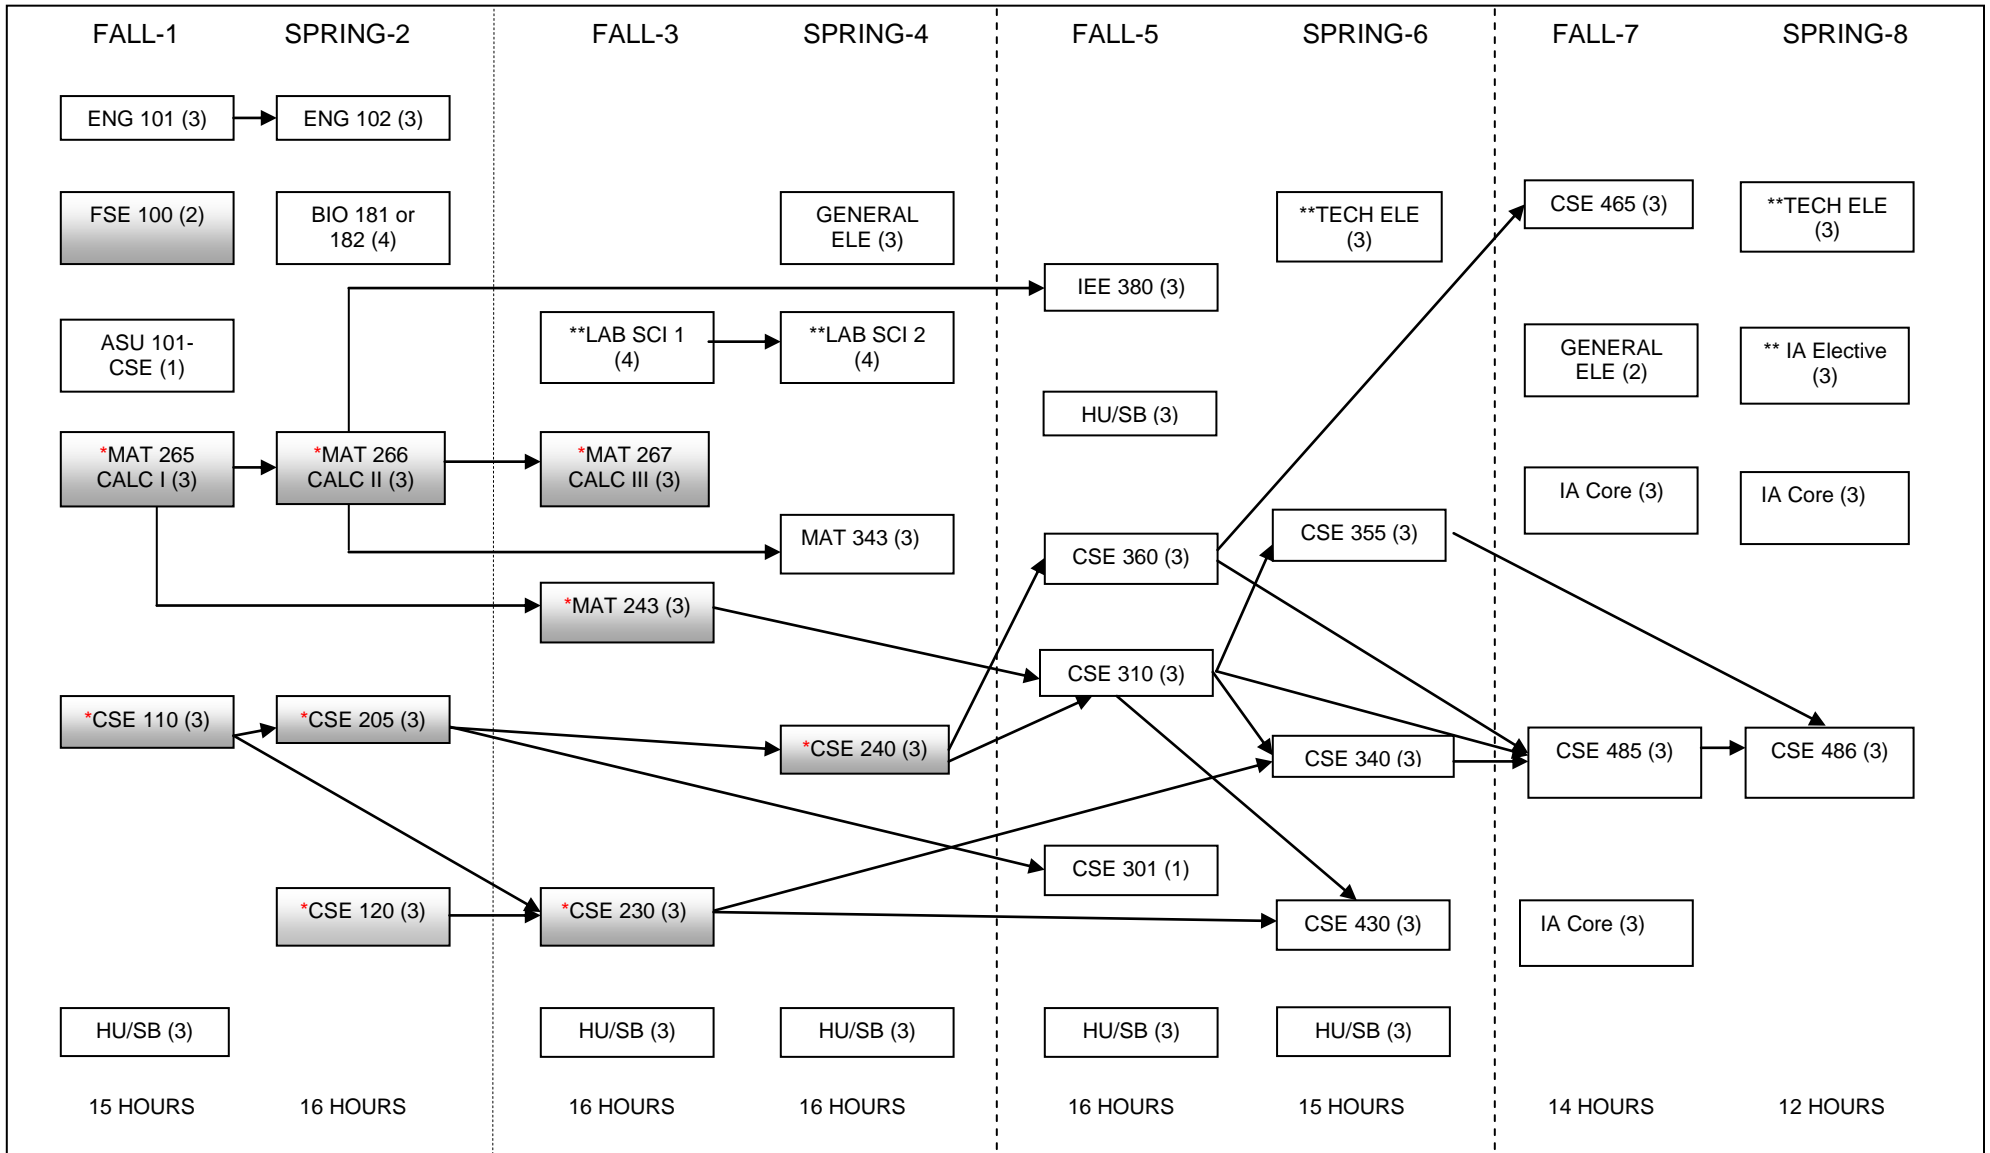 FALL-1
SPRING-2
FALL-3
SPRING-4
FALL-5
SPRING-6
FALL-7
SPRING-8
ENG 101 (3)
ENG 102 (3)
FSE 100 (2)
BIO 181 or
182 (4)
GENERAL
ELE (3)
**TECH ELE
(3)
CSE 465 (3)
**TECH ELE
(3)
IEE 380 (3)
ASU 101-
CSE (1)
**LAB SCI 1
(4)
**LAB SCI 2
(4)
GENERAL
ELE (2)
** IA Elective
(3)
HU/SB (3)
*MAT 265
CALC I (3)
*MAT 266
CALC II (3)
*MAT 267
CALC III (3)
IA Core (3)
IA Core (3)
MAT 343 (3)
CSE 360 (3)
CSE 355 (3)
*MAT 243 (3)
CSE 310 (3)
*CSE 110 (3)
*CSE 205 (3)
*CSE 240 (3)
CSE 340 (3)
CSE 485 (3)
CSE 486 (3)
CSE 301 (1)
*CSE 120 (3)
*CSE 230 (3)
CSE 430 (3)
IA Core (3)
HU/SB (3)
HU/SB (3)
HU/SB (3)
HU/SB (3)
HU/SB (3)
15 HOURS
16 HOURS
16 HOURS
16 HOURS
16 HOURS
15 HOURS
14 HOURS
12 HOURS